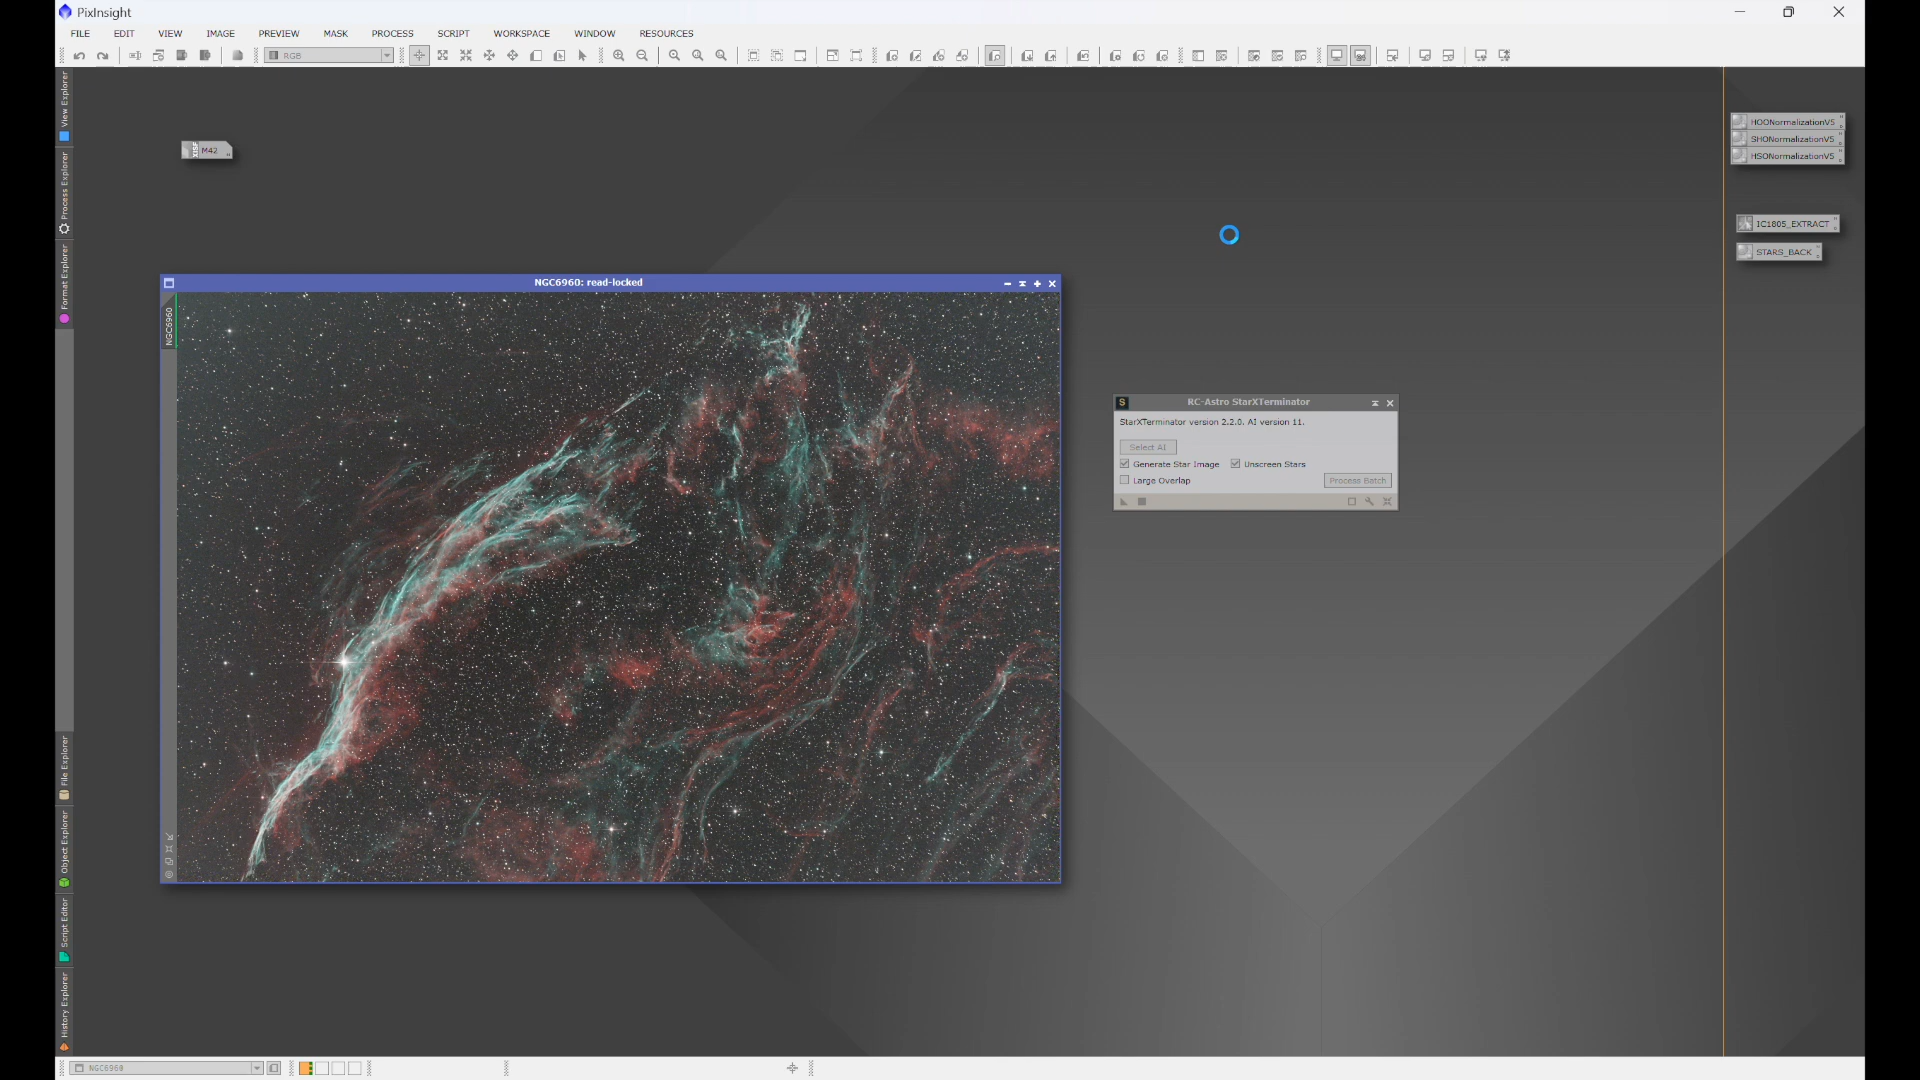 PixInsight
FILE EDIT VIEW IMAGE PREVIEW MASK PROCESS SCRIPT WORKSPACE WINDOW RESOURCES
RGB
View Explorer
Process Explorer
Format Explorer
File Explorer
Object Explorer
Script Editor
History Explorer
XISF M42
HOONormalizationV5
SHONormalizationV5
HSONormalizationV5
IC1805_EXTRACT
STARS_BACK
NGC6960: read-locked
NGC6960
S RC-Astro StarXTerminator
StarXTerminator version 2.2.0. AI version 11.
Select AI
Generate Star Image Unscreen Stars
Large Overlap Process Batch
NGC6960